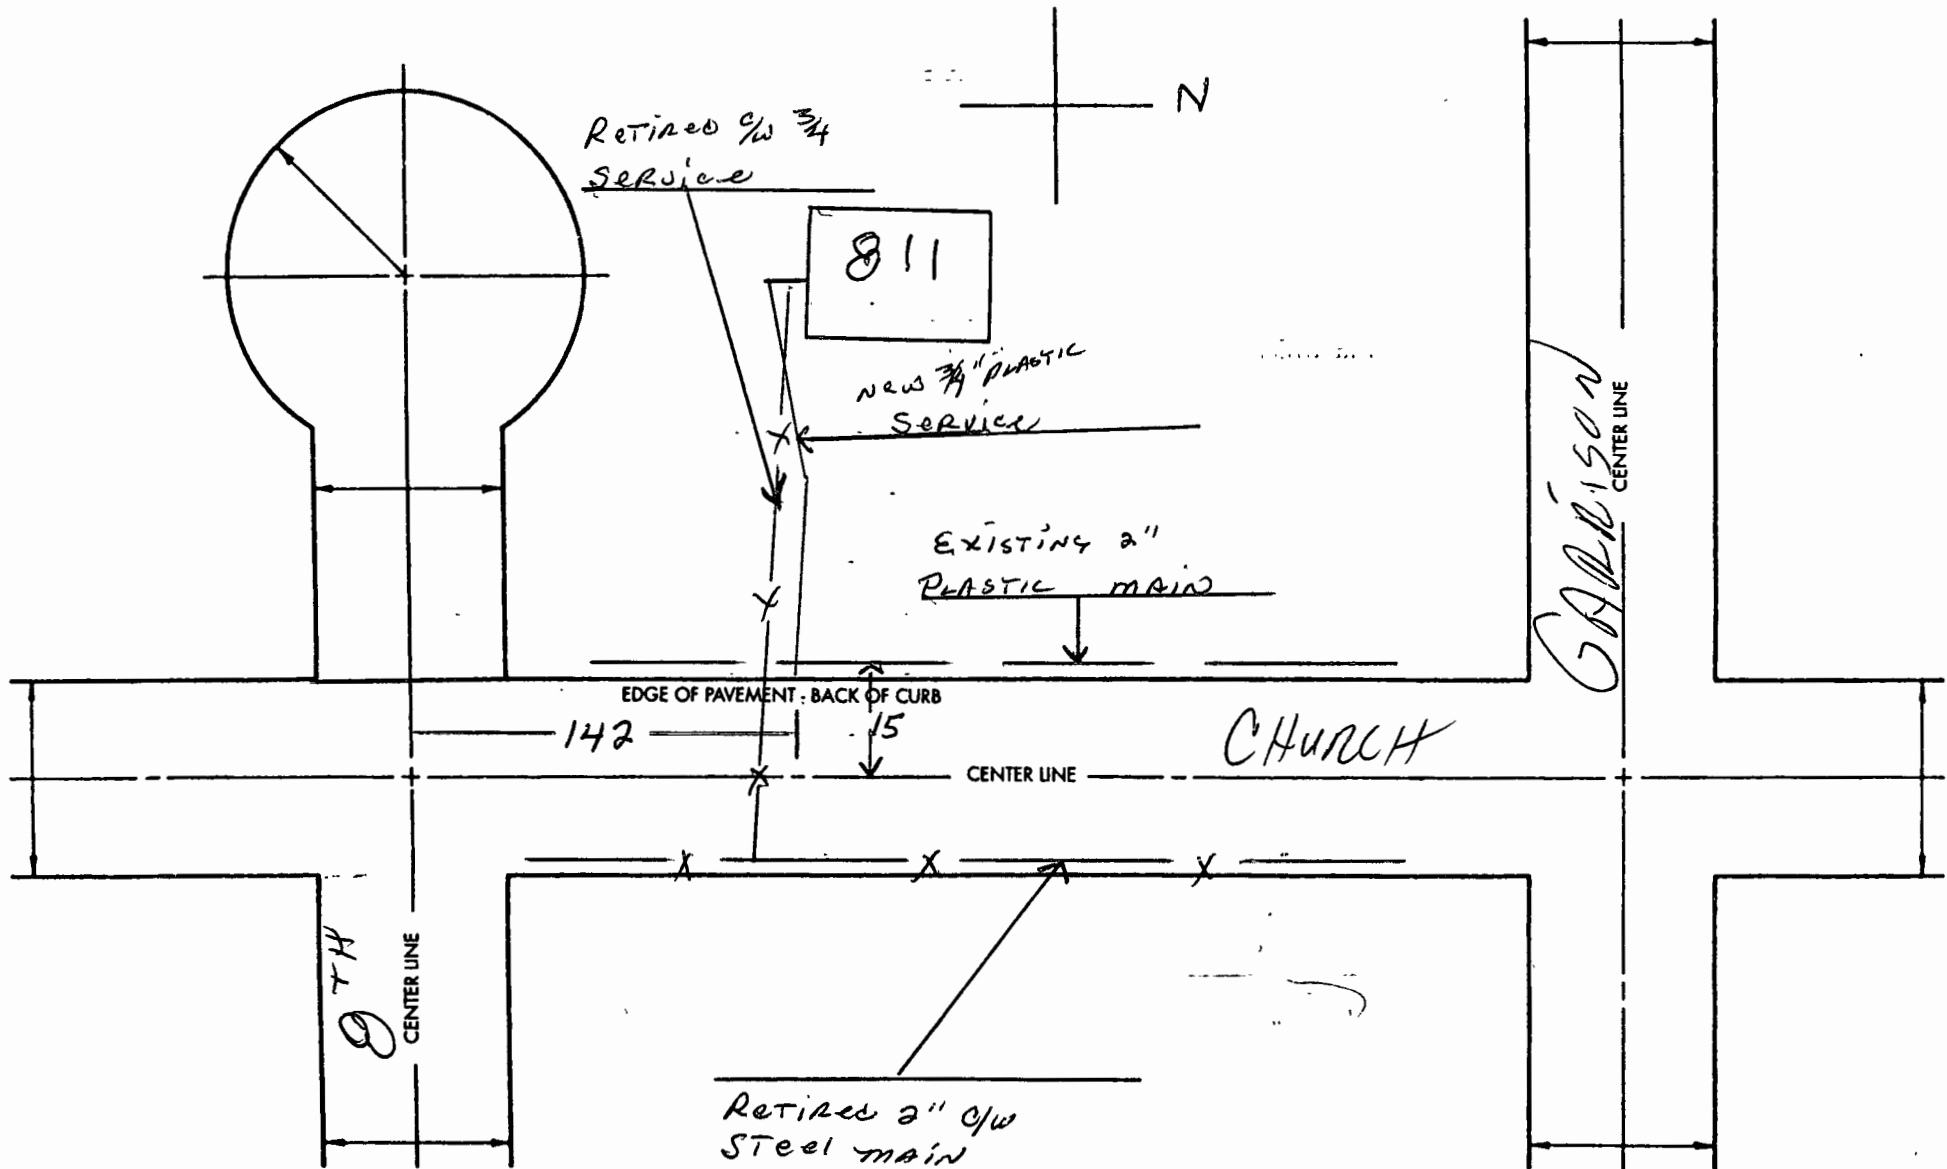 N
Retired c/w 3/4
Service
811
New 3/4" Plastic
Service
Existing 2"
Plastic main
GARRISON
CENTER LINE
EDGE OF PAVEMENT - BACK OF CURB
142
15
CHURCH
CENTER LINE
8TH
CENTER LINE
Retired 2" c/w
Steel main